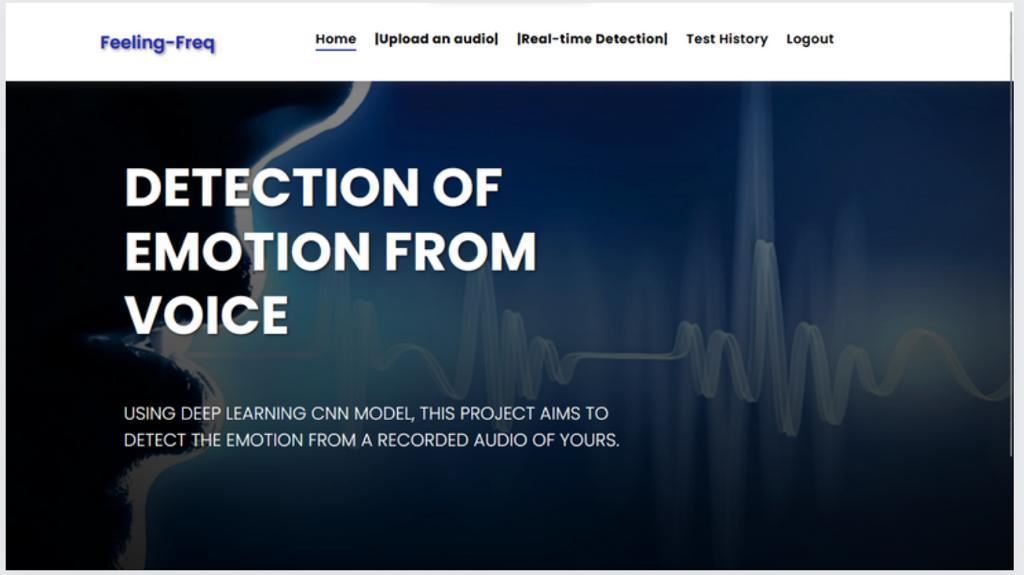 Feeling-Freq
Home |Upload an audio| |Real-time Detection| Test History Logout
DETECTION OF
EMOTION FROM
VOICE
USING DEEP LEARNING CNN MODEL, THIS PROJECT AIMS TO
DETECT THE EMOTION FROM A RECORDED AUDIO OF YOURS.